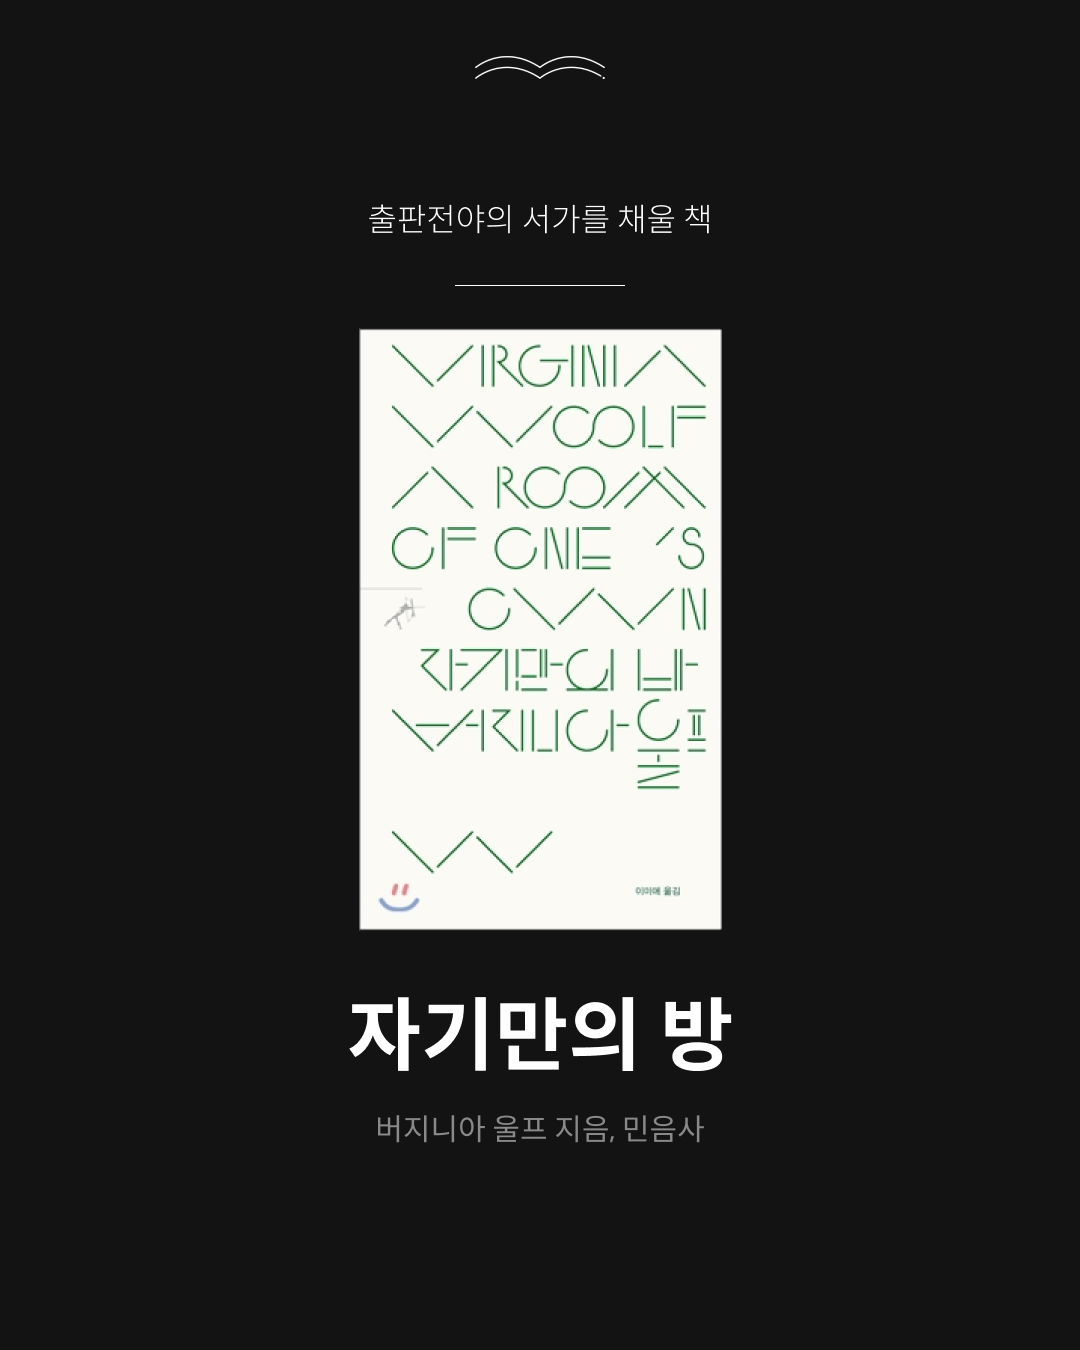 출판전야의 서가를 채울 책
VIRGINIA
WOOLF
A ROOM
OF ONE'S
OWN
자기만의 방
버지니아 울프
W
이미애 옮김
자기만의 방
버지니아 울프 지음, 민음사